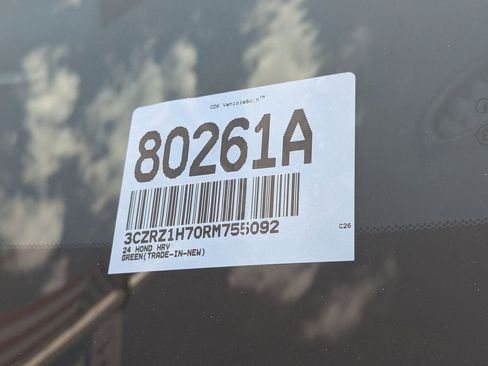 CDK VehicleScan™
80261A
3CZRZ1H70RM755092
24 HOND HRV
GREEN(TRADE-IN-NEW)
C26